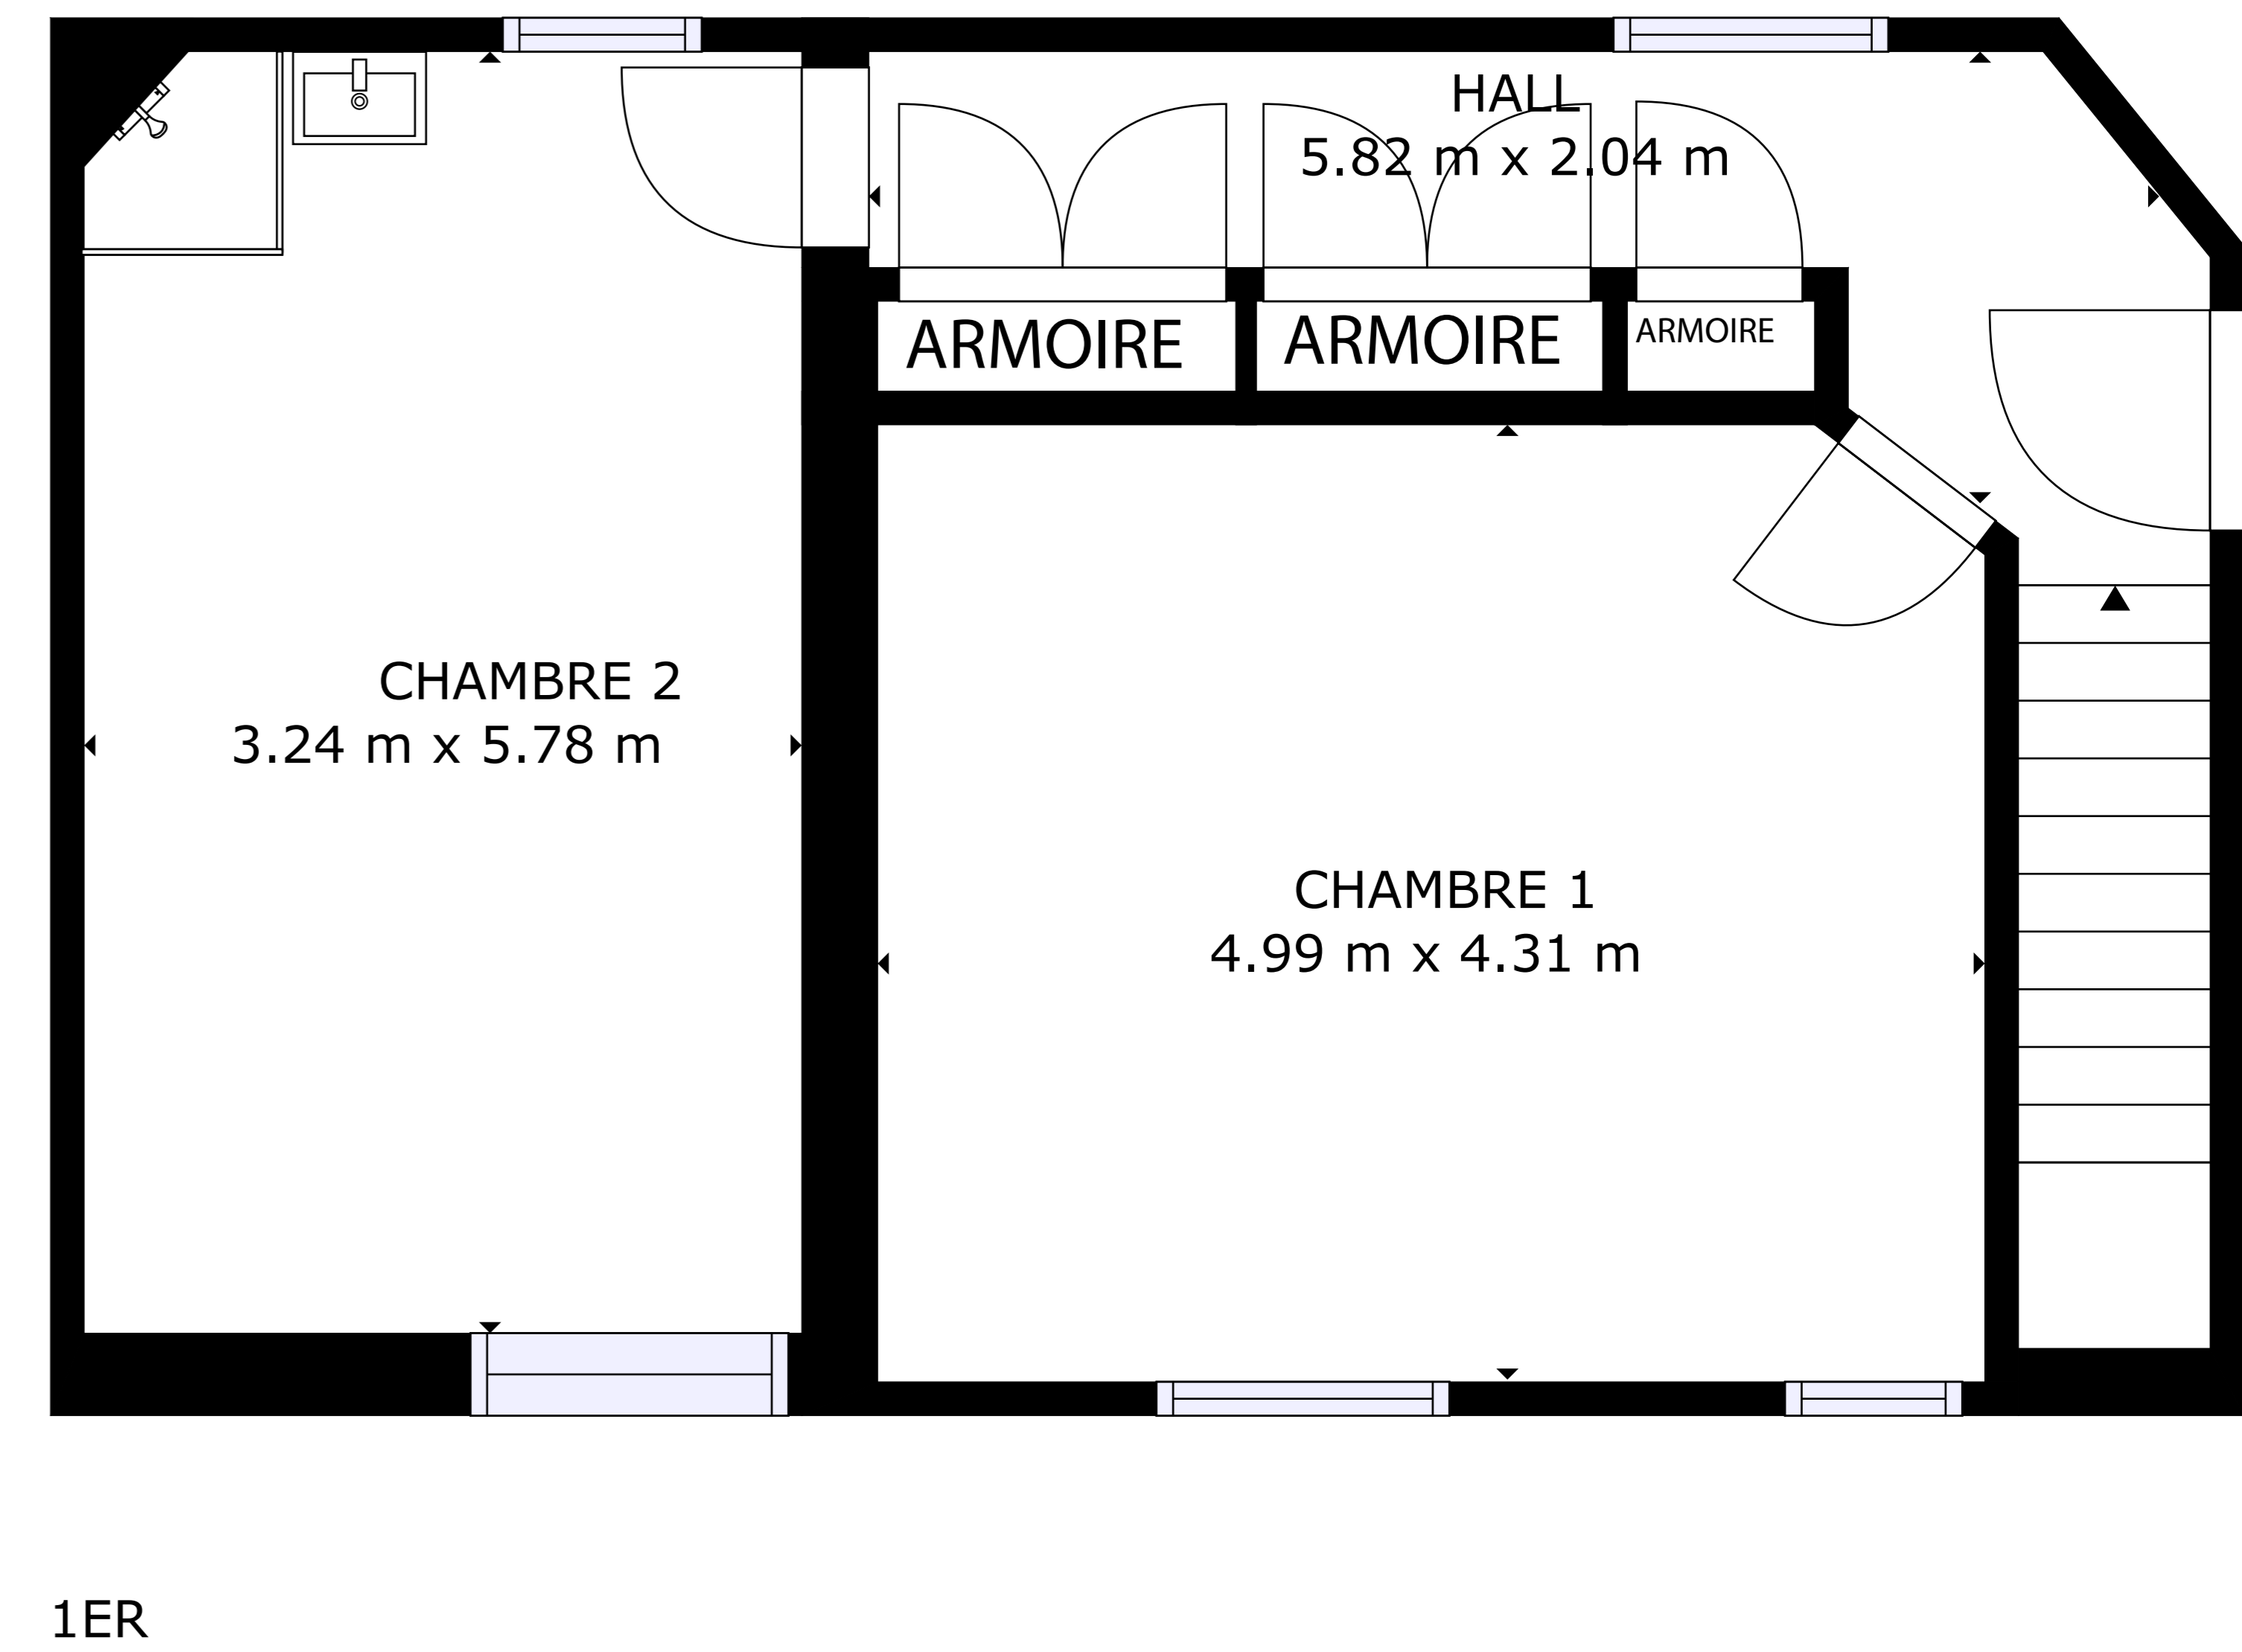 HALL
5.82 m x 2.04 m
ARMOIRE
ARMOIRE
ARMOIRE
CHAMBRE 2
3.24 m x 5.78 m
CHAMBRE 1
4.99 m x 4.31 m
1ER